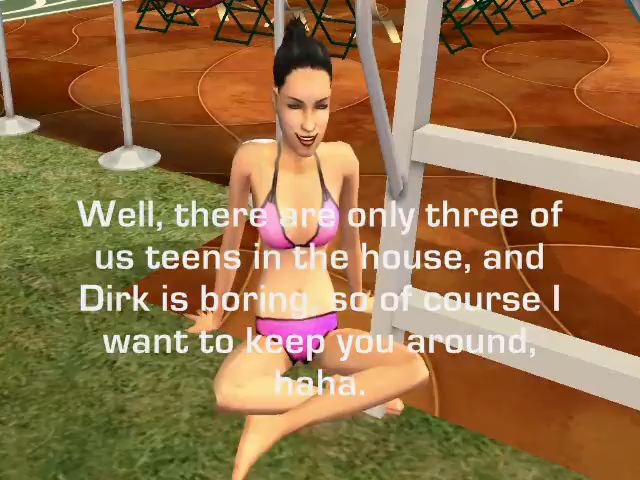 Well, there are only three of
us teens in the house, and
Dirk is boring, so of course I
want to keep you around,
haha.